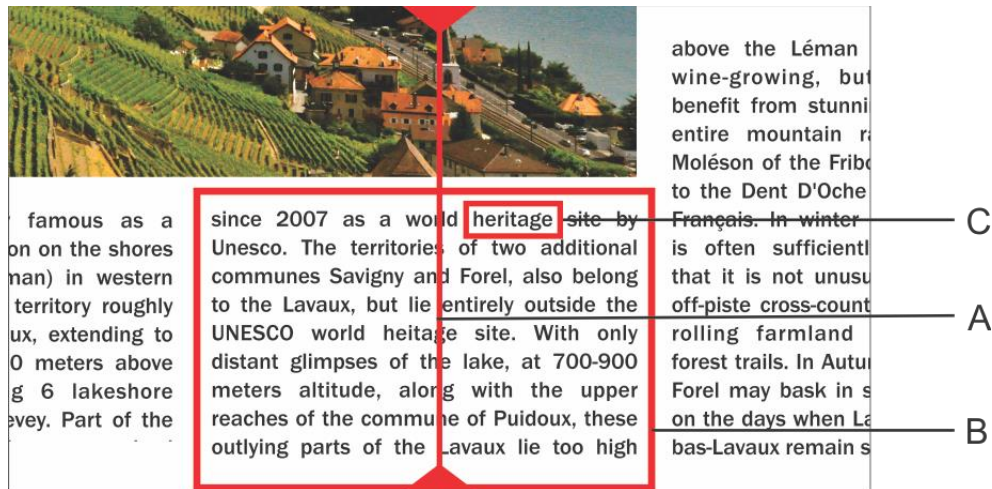 famous as a
on on the shores
man) in western
territory roughly
ux, extending to
0 meters above
g 6 lakeshore
evey. Part of the
since 2007 as a world heritage site by
Unesco. The territories of two additional
communes Savigny and Forel, also belong
to the Lavaux, but lie entirely outside the
UNESCO world heitage site. With only
distant glimpses of the lake, at 700-900
meters altitude, along with the upper
reaches of the commune of Puidoux, these
outlying parts of the Lavaux lie too high
above the Léman
wine-growing, but
benefit from stunni
entire mountain ra
Moléson of the Fribo
to the Dent D'Oche
Français. In winter
is often sufficientl
that it is not unusu
off-piste cross-count
rolling farmland
forest trails. In Autu
Forel may bask in s
on the days when La
bas-Lavaux remain s
C
A
B